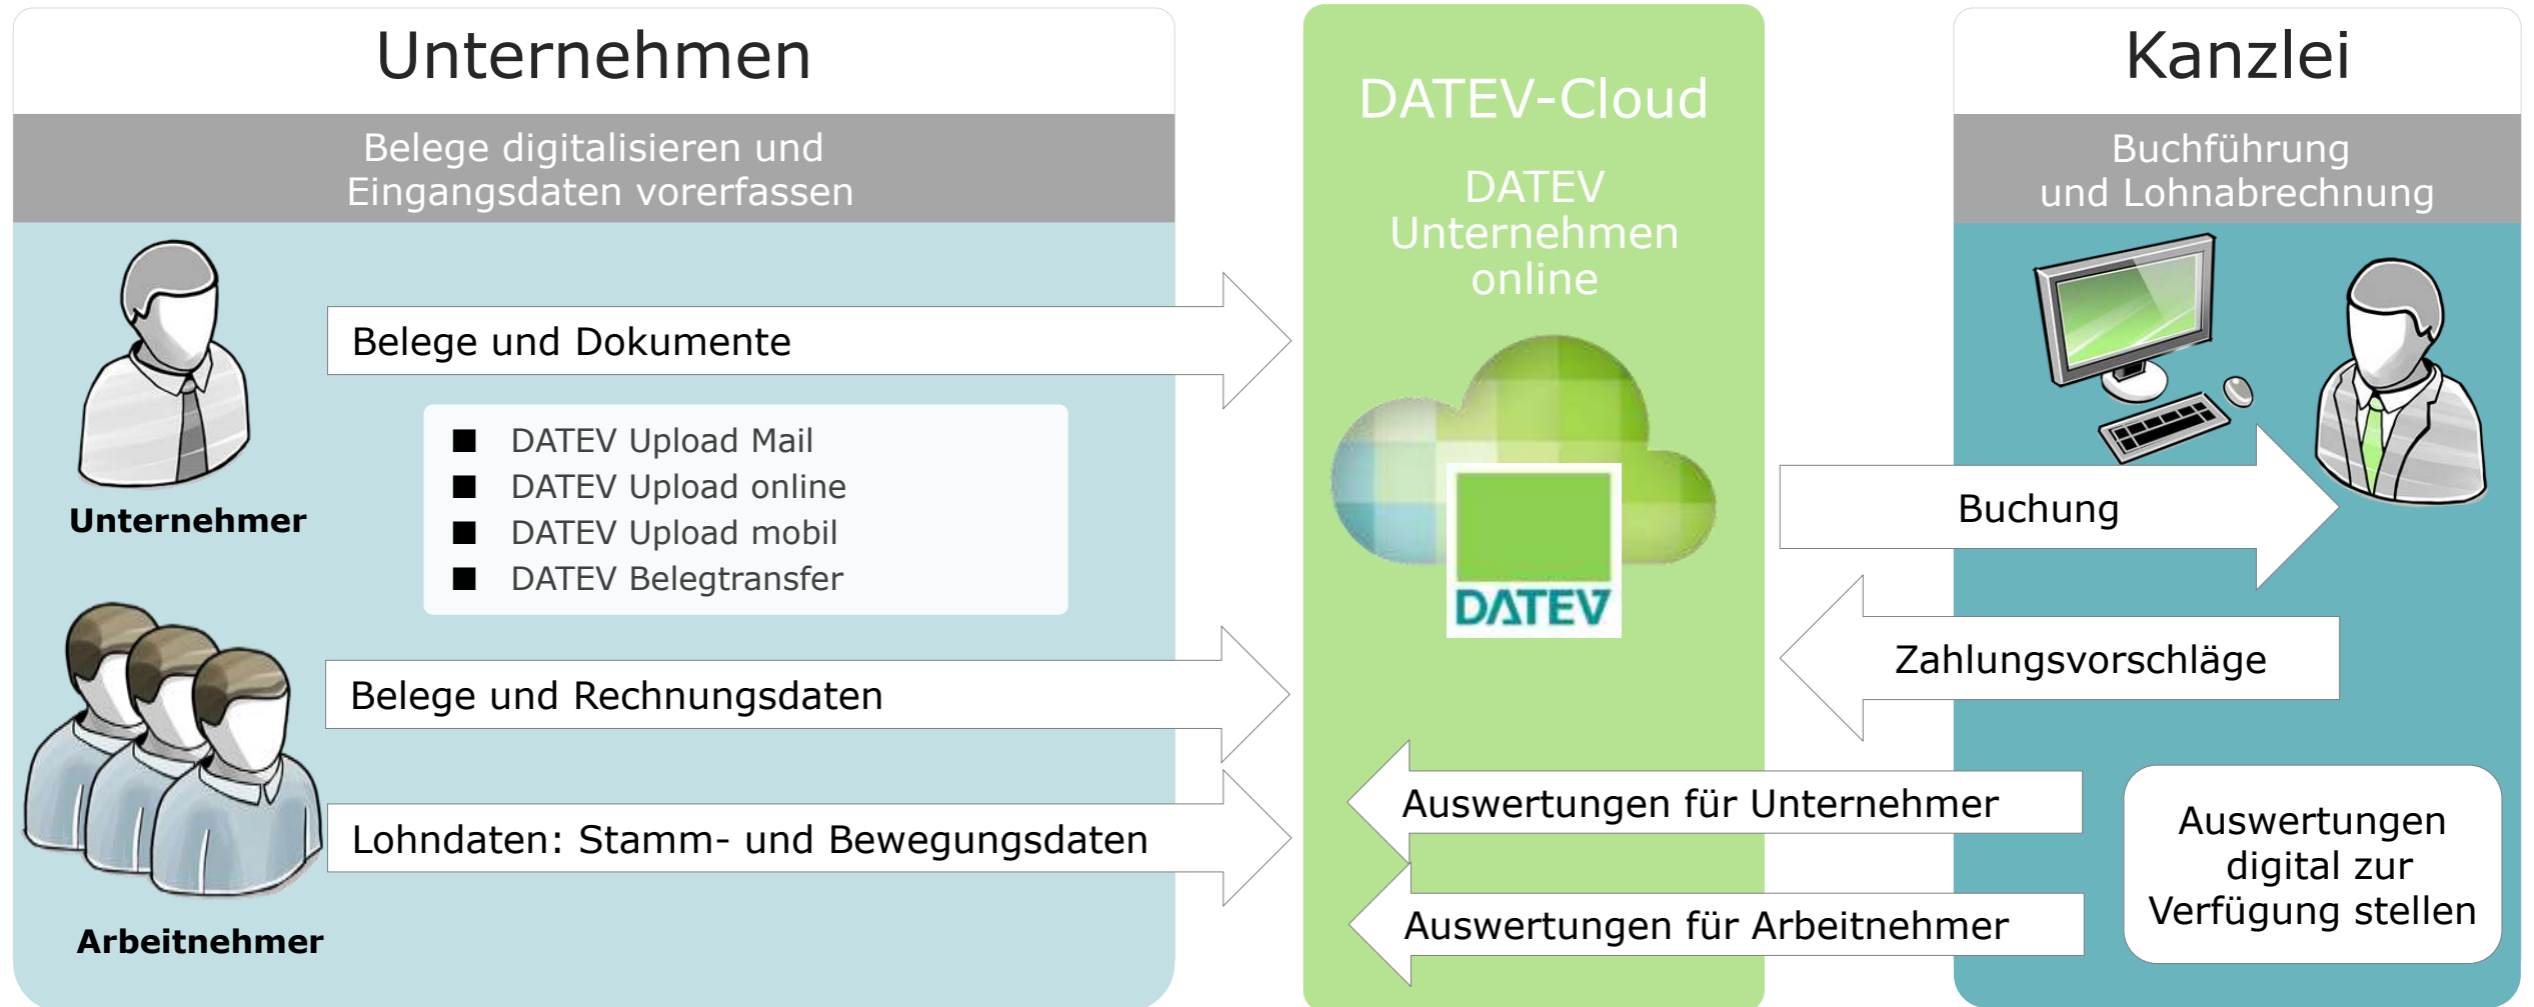 Unternehmen
Belege digitalisieren und
Eingangsdaten vorerfassen
Unternehmer
Belege und Dokumente
DATEV Upload Mail
DATEV Upload online
DATEV Upload mobil
DATEV Belegtransfer
Belege und Rechnungsdaten
Lohndaten: Stamm- und Bewegungsdaten
Arbeitnehmer
DATEV-Cloud
DATEV
Unternehmen
online
DATEV
Kanzlei
Buchführung
und Lohnabrechnung
Buchung
Zahlungsvorschläge
Auswertungen für Unternehmer
Auswertungen für Arbeitnehmer
Auswertungen
digital zur
Verfügung stellen